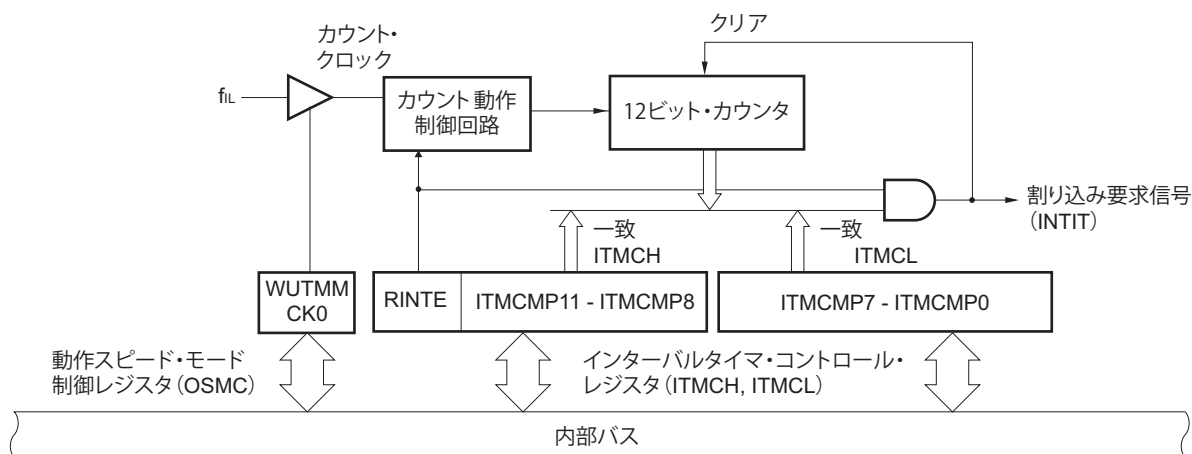 クリア
カウント・
クロック
fIL
カウント 動作
制御回路
12ビット・カウンタ
割り込み要求信号
(INTIT)
一致
ITMCH
一致
ITMCL
WUTMM
CK0
RINTE
ITMCMP11 - ITMCMP8
ITMCMP7 - ITMCMP0
動作スピード・モード
制御レジスタ(OSMC)
インターバルタイマ・コントロール・
レジスタ(ITMCH, ITMCL)
内部バス